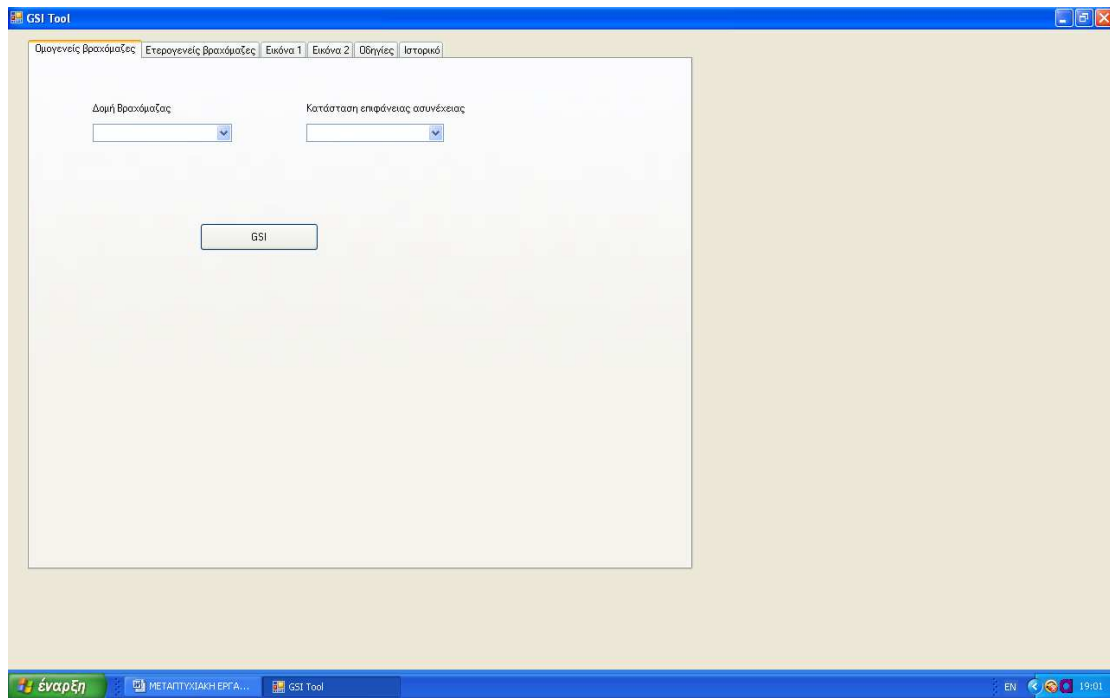 GSI Tool
Ομογενείς βραχόμαζες Ετερογενείς βραχόμαζες Εικόνα 1 Εικόνα 2 Οδηγίες Ιστορικό
Δομή Βραχόμαζας Κατάσταση επιφάνειας ασυνέχειας
GSI
έναρξη ΜΕΤΑΠΤΥΧΙΑΚΗ ΕΡΓΑ... GSI Tool EN 19:01